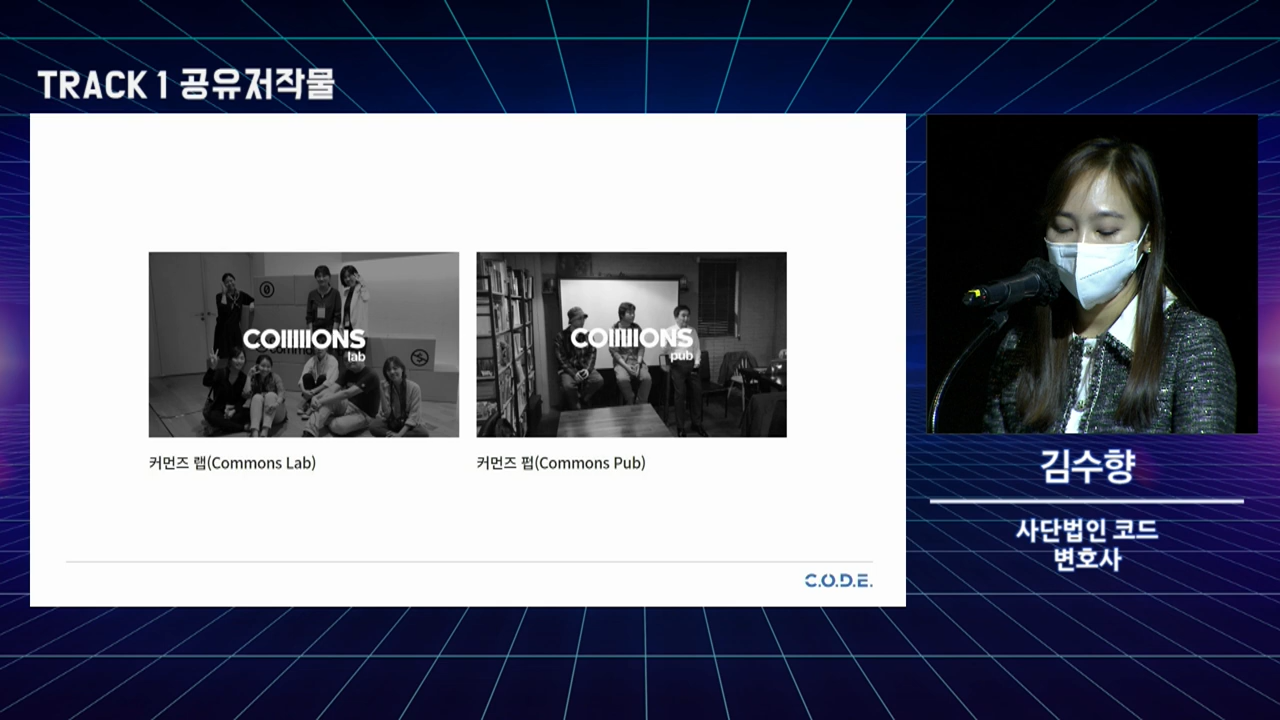 TRACK 1 공유저작물
COMMONS
lab
COMMONS
pub
커먼즈 랩(Commons Lab)
커먼즈 펍(Commons Pub)
C.O.D.E.
김수향
사단법인 코드
변호사